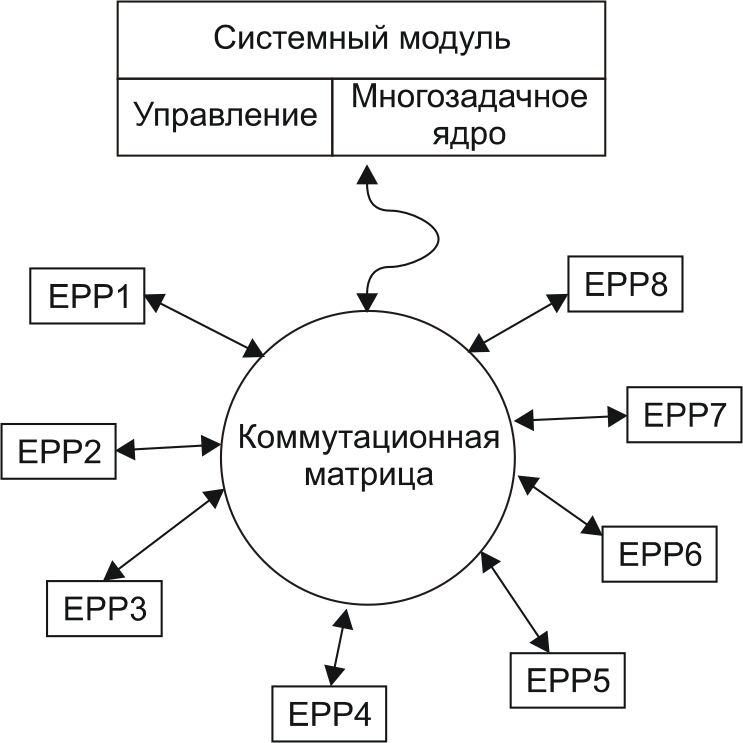 Системный модуль
Управление
Многозадачное
ядро
EPP1
EPP8
EPP2
Коммутационная
матрица
EPP7
EPP3
EPP6
EPP4
EPP5